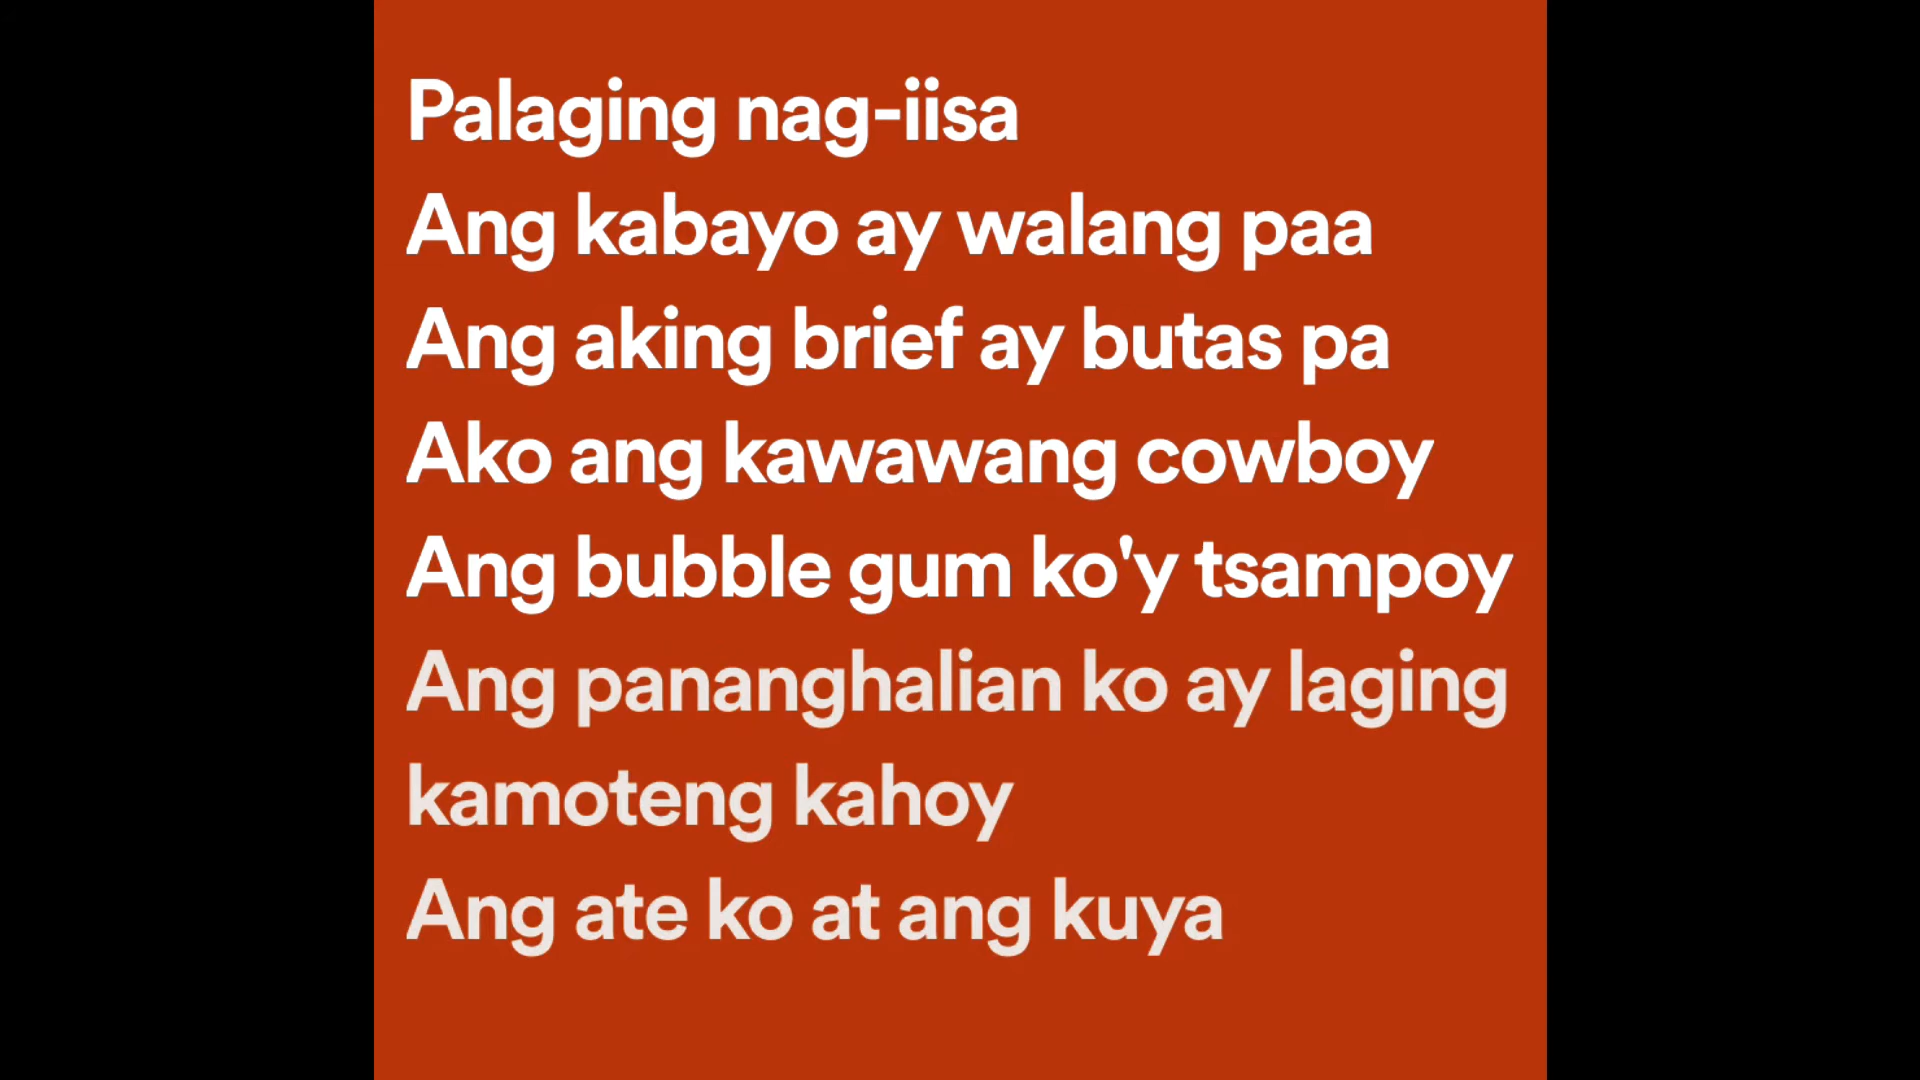 Palaging nag-iisa
Ang kabayo ay walang paa
Ang aking brief ay butas pa
Ako ang kawawang cowboy
Ang bubble gum ko'y tsampoy
Ang pananghalian ko ay laging
kamoteng kahoy
Ang ate ko at ang kuya